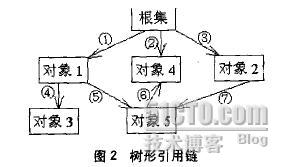 根集
① ② ③
对象1 对象4 对象2
④ ⑤ ⑥ ⑦
对象3 对象5
51CTO.com
技术博客 Blog
图2 树形引用链